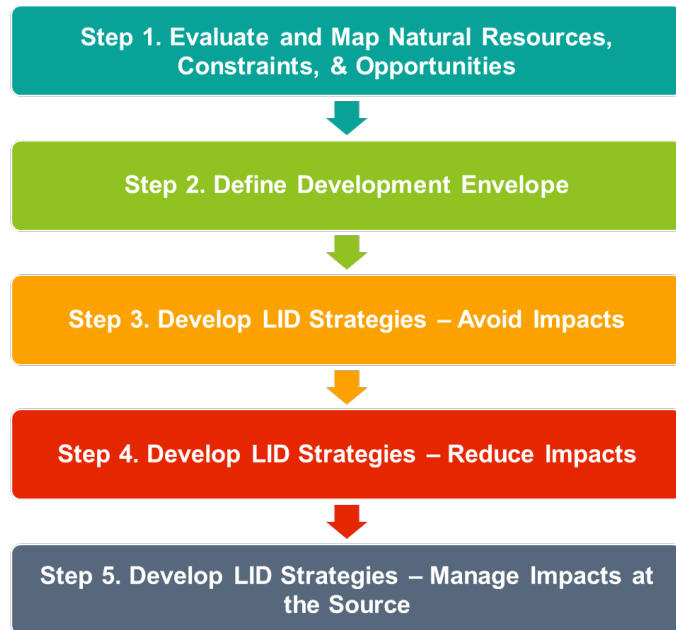 Step 1. Evaluate and Map Natural Resources,
Constraints, & Opportunities
Step 2. Define Development Envelope
Step 3. Develop LID Strategies – Avoid Impacts
Step 4. Develop LID Strategies – Reduce Impacts
Step 5. Develop LID Strategies – Manage Impacts at
the Source